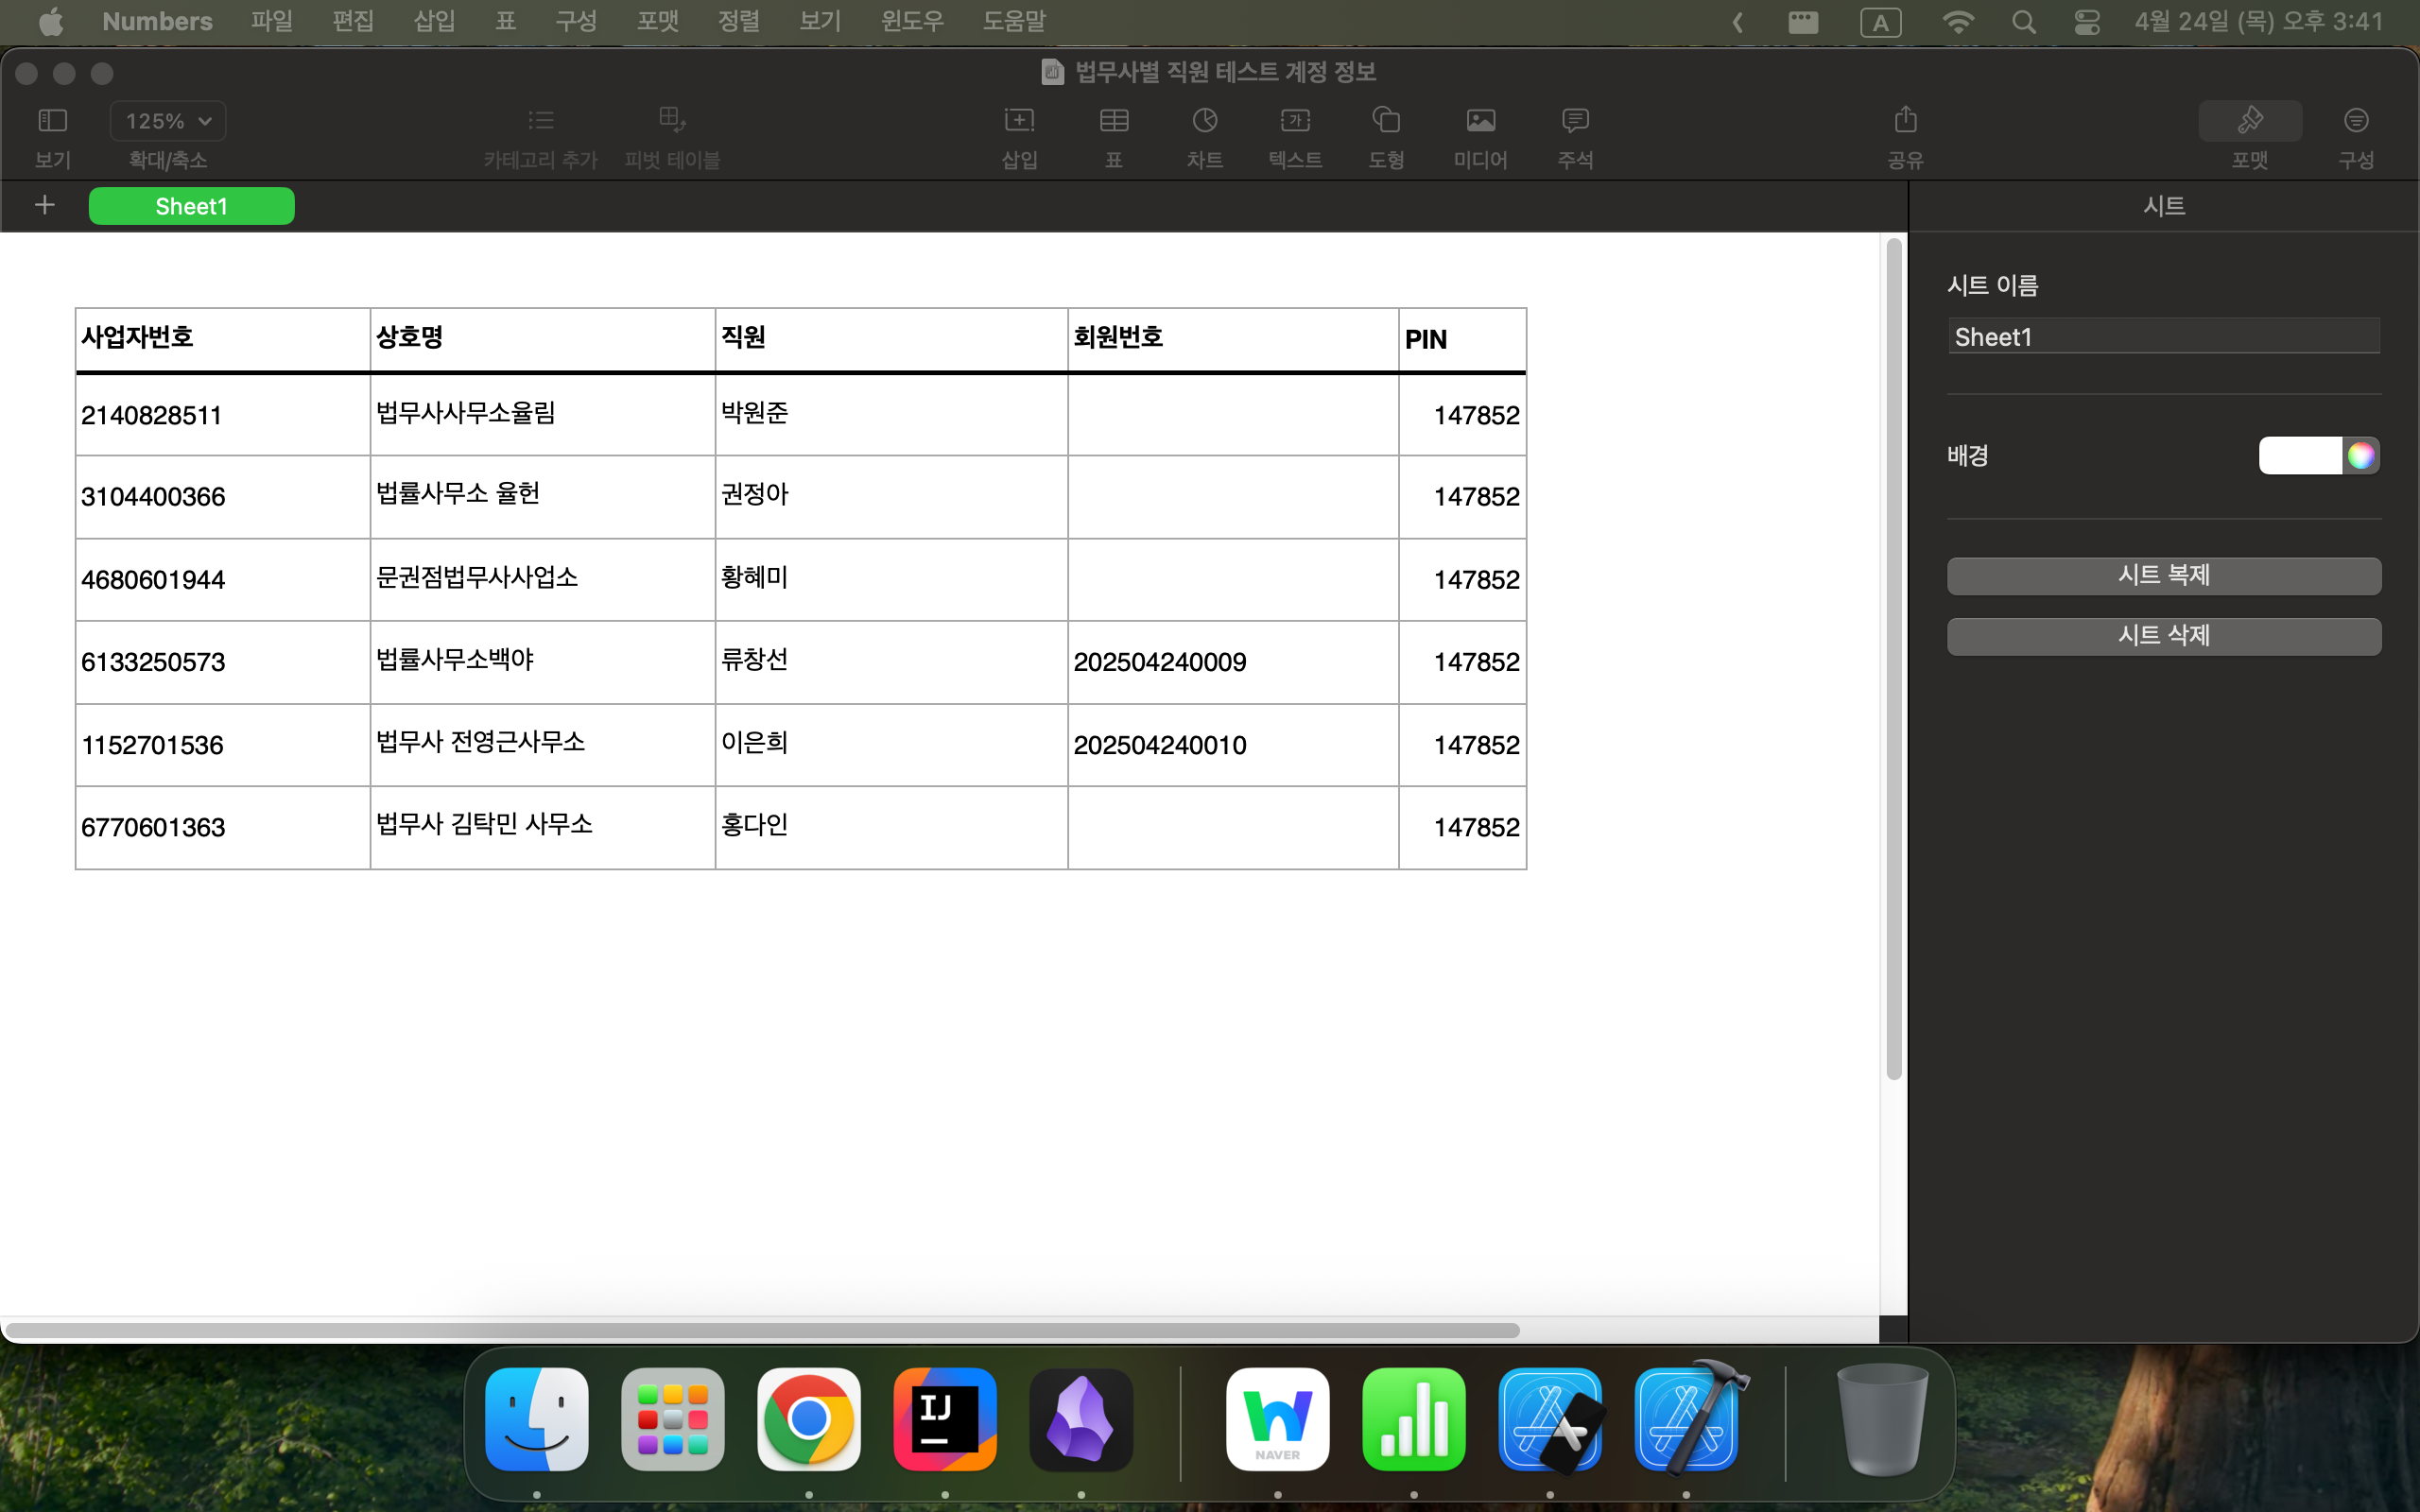 Numbers 파일 편집 삽입 표 구성 포맷 정렬 보기 윈도우 도움말 A 4월 24일 (목) 오후 3:41
법무사별 직원 테스트 계정 정보
125%
보기 확대/축소 카테고리 추가 피벗 테이블 삽입 표 차트 텍스트 도형 미디어 주석 공유 포맷 구성
Sheet1 시트
시트 이름
Sheet1
배경
시트 복제
시트 삭제
사업자번호 상호명 직원 회원번호 PIN
2140828511 법무사사무소율림 박원준 147852
3104400366 법률사무소 율헌 권정아 147852
4680601944 문권점법무사사업소 황혜미 147852
6133250573 법률사무소백야 류창선 202504240009 147852
1152701536 법무사 전영근사무소 이은희 202504240010 147852
6770601363 법무사 김탁민 사무소 홍다인 147852
IJ
NAVER